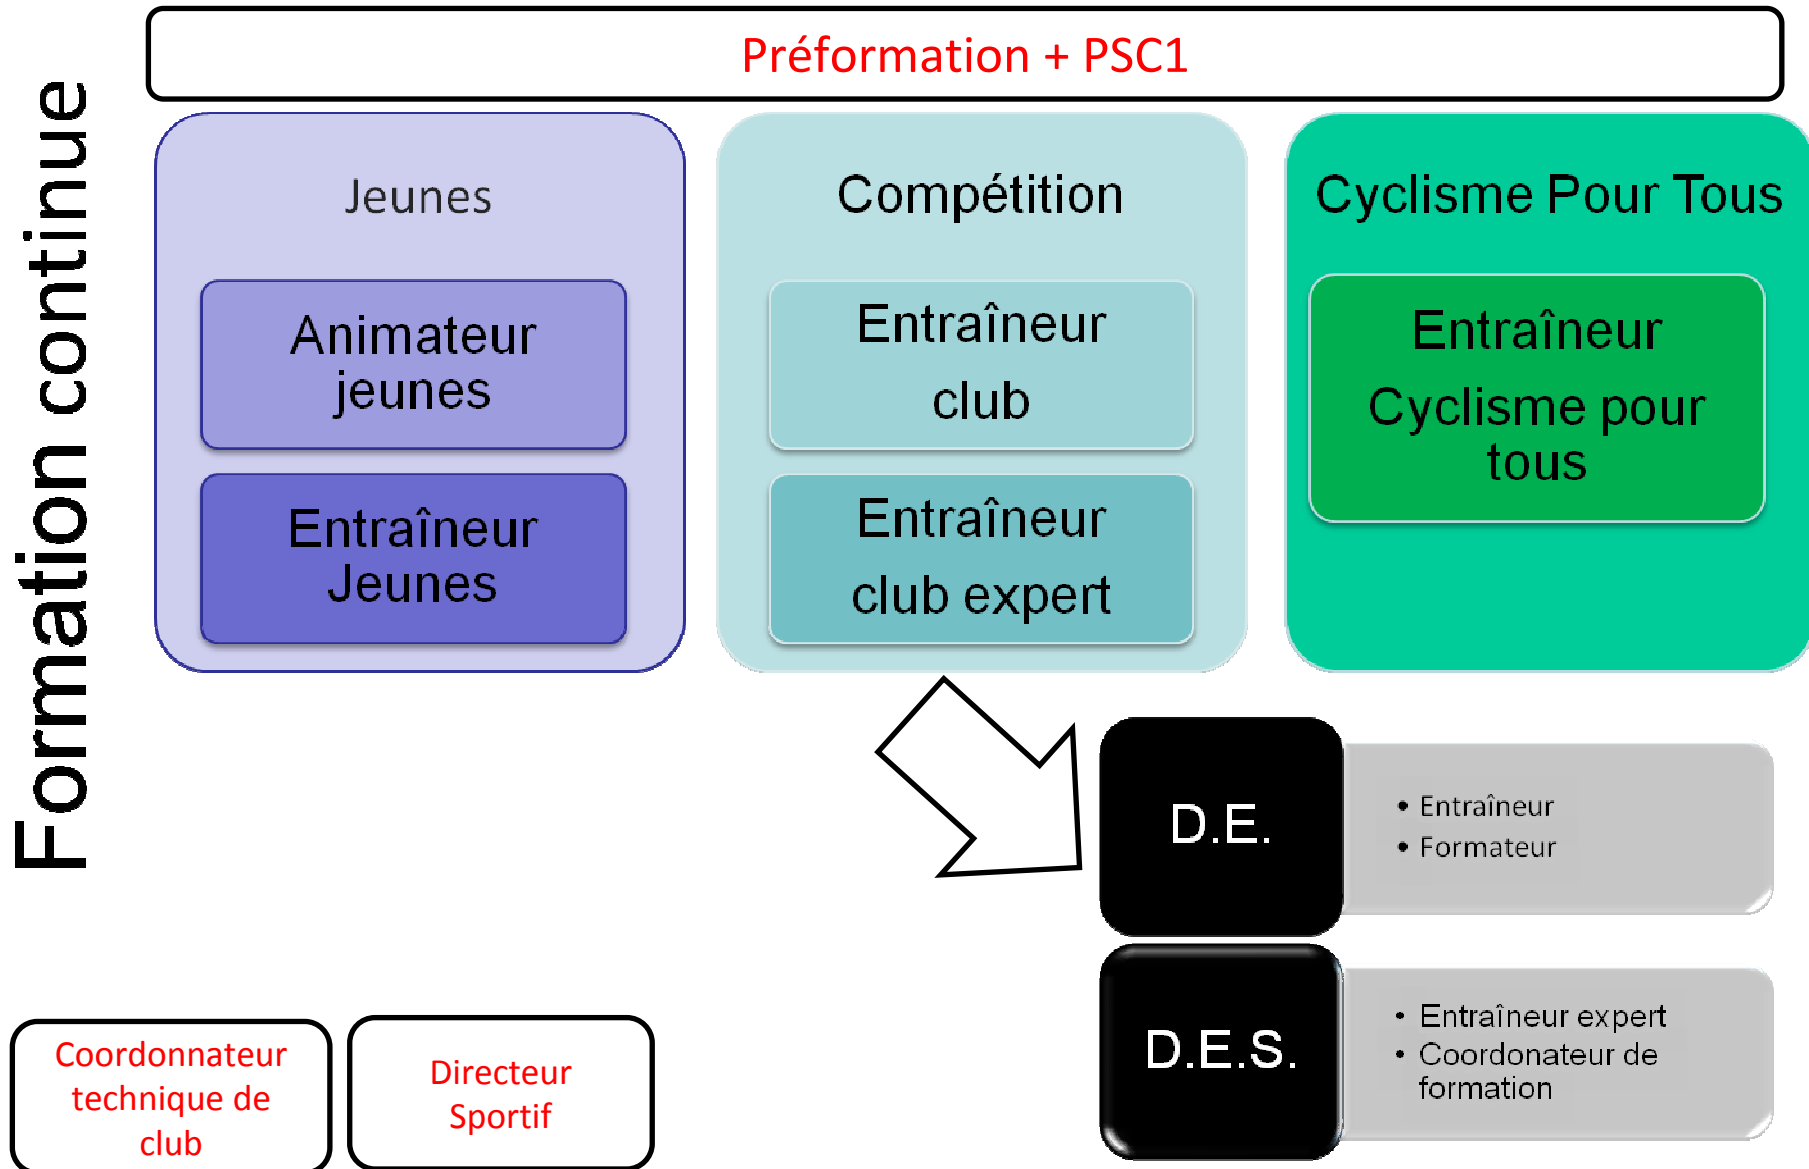 Préformation + PSC1
Formation continue
Jeunes
Animateur
jeunes
Entraîneur
Jeunes
Compétition
Entraîneur
club
Entraîneur
club expert
Cyclisme Pour Tous
Entraîneur
Cyclisme pour
tous
D.E.
• Entraîneur
• Formateur
D.E.S.
• Entraîneur expert
• Coordonateur de
formation
Coordonnateur
technique de
club
Directeur
Sportif